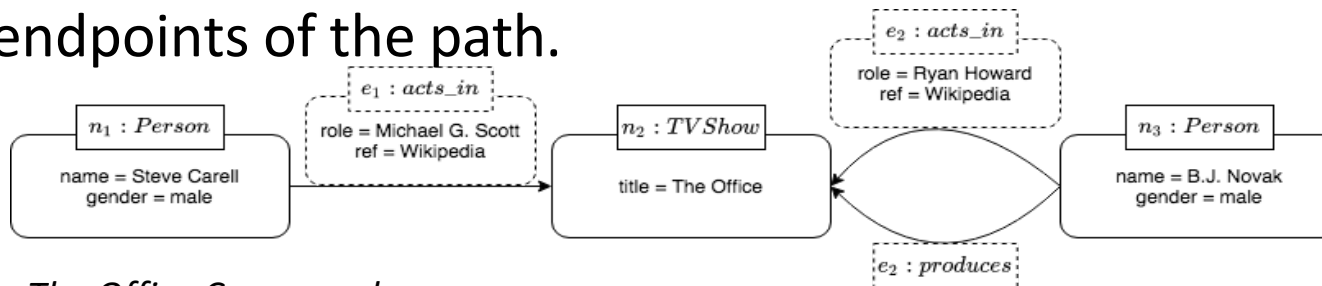 endpoints of the path.
e₁ : acts_in
role = Michael G. Scott
ref = Wikipedia
e₂ : acts_in
role = Ryan Howard
ref = Wikipedia
n₁ : Person
name = Steve Carell
gender = male
n₂ : TVShow
title = The Office
n₃ : Person
name = B.J. Novak
gender = male
e₂ : produces
The Office